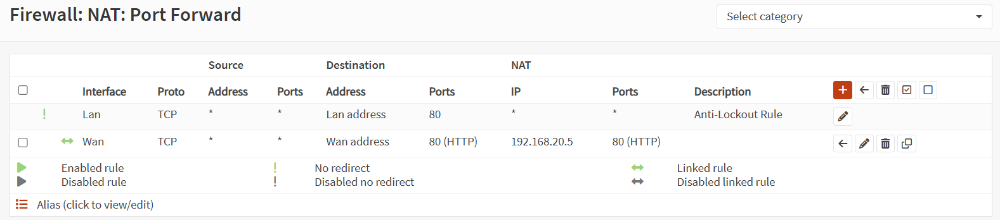 Firewall: NAT: Port Forward
Select category
Source Destination NAT
Interface Proto Address Ports Address Ports IP Ports Description
! Lan TCP * * Lan address 80 * * Anti-Lockout Rule
Wan TCP * * Wan address 80 (HTTP) 192.168.20.5 80 (HTTP)
Enabled rule ! No redirect Linked rule
Disabled rule ! Disabled no redirect Disabled linked rule
Alias (click to view/edit)